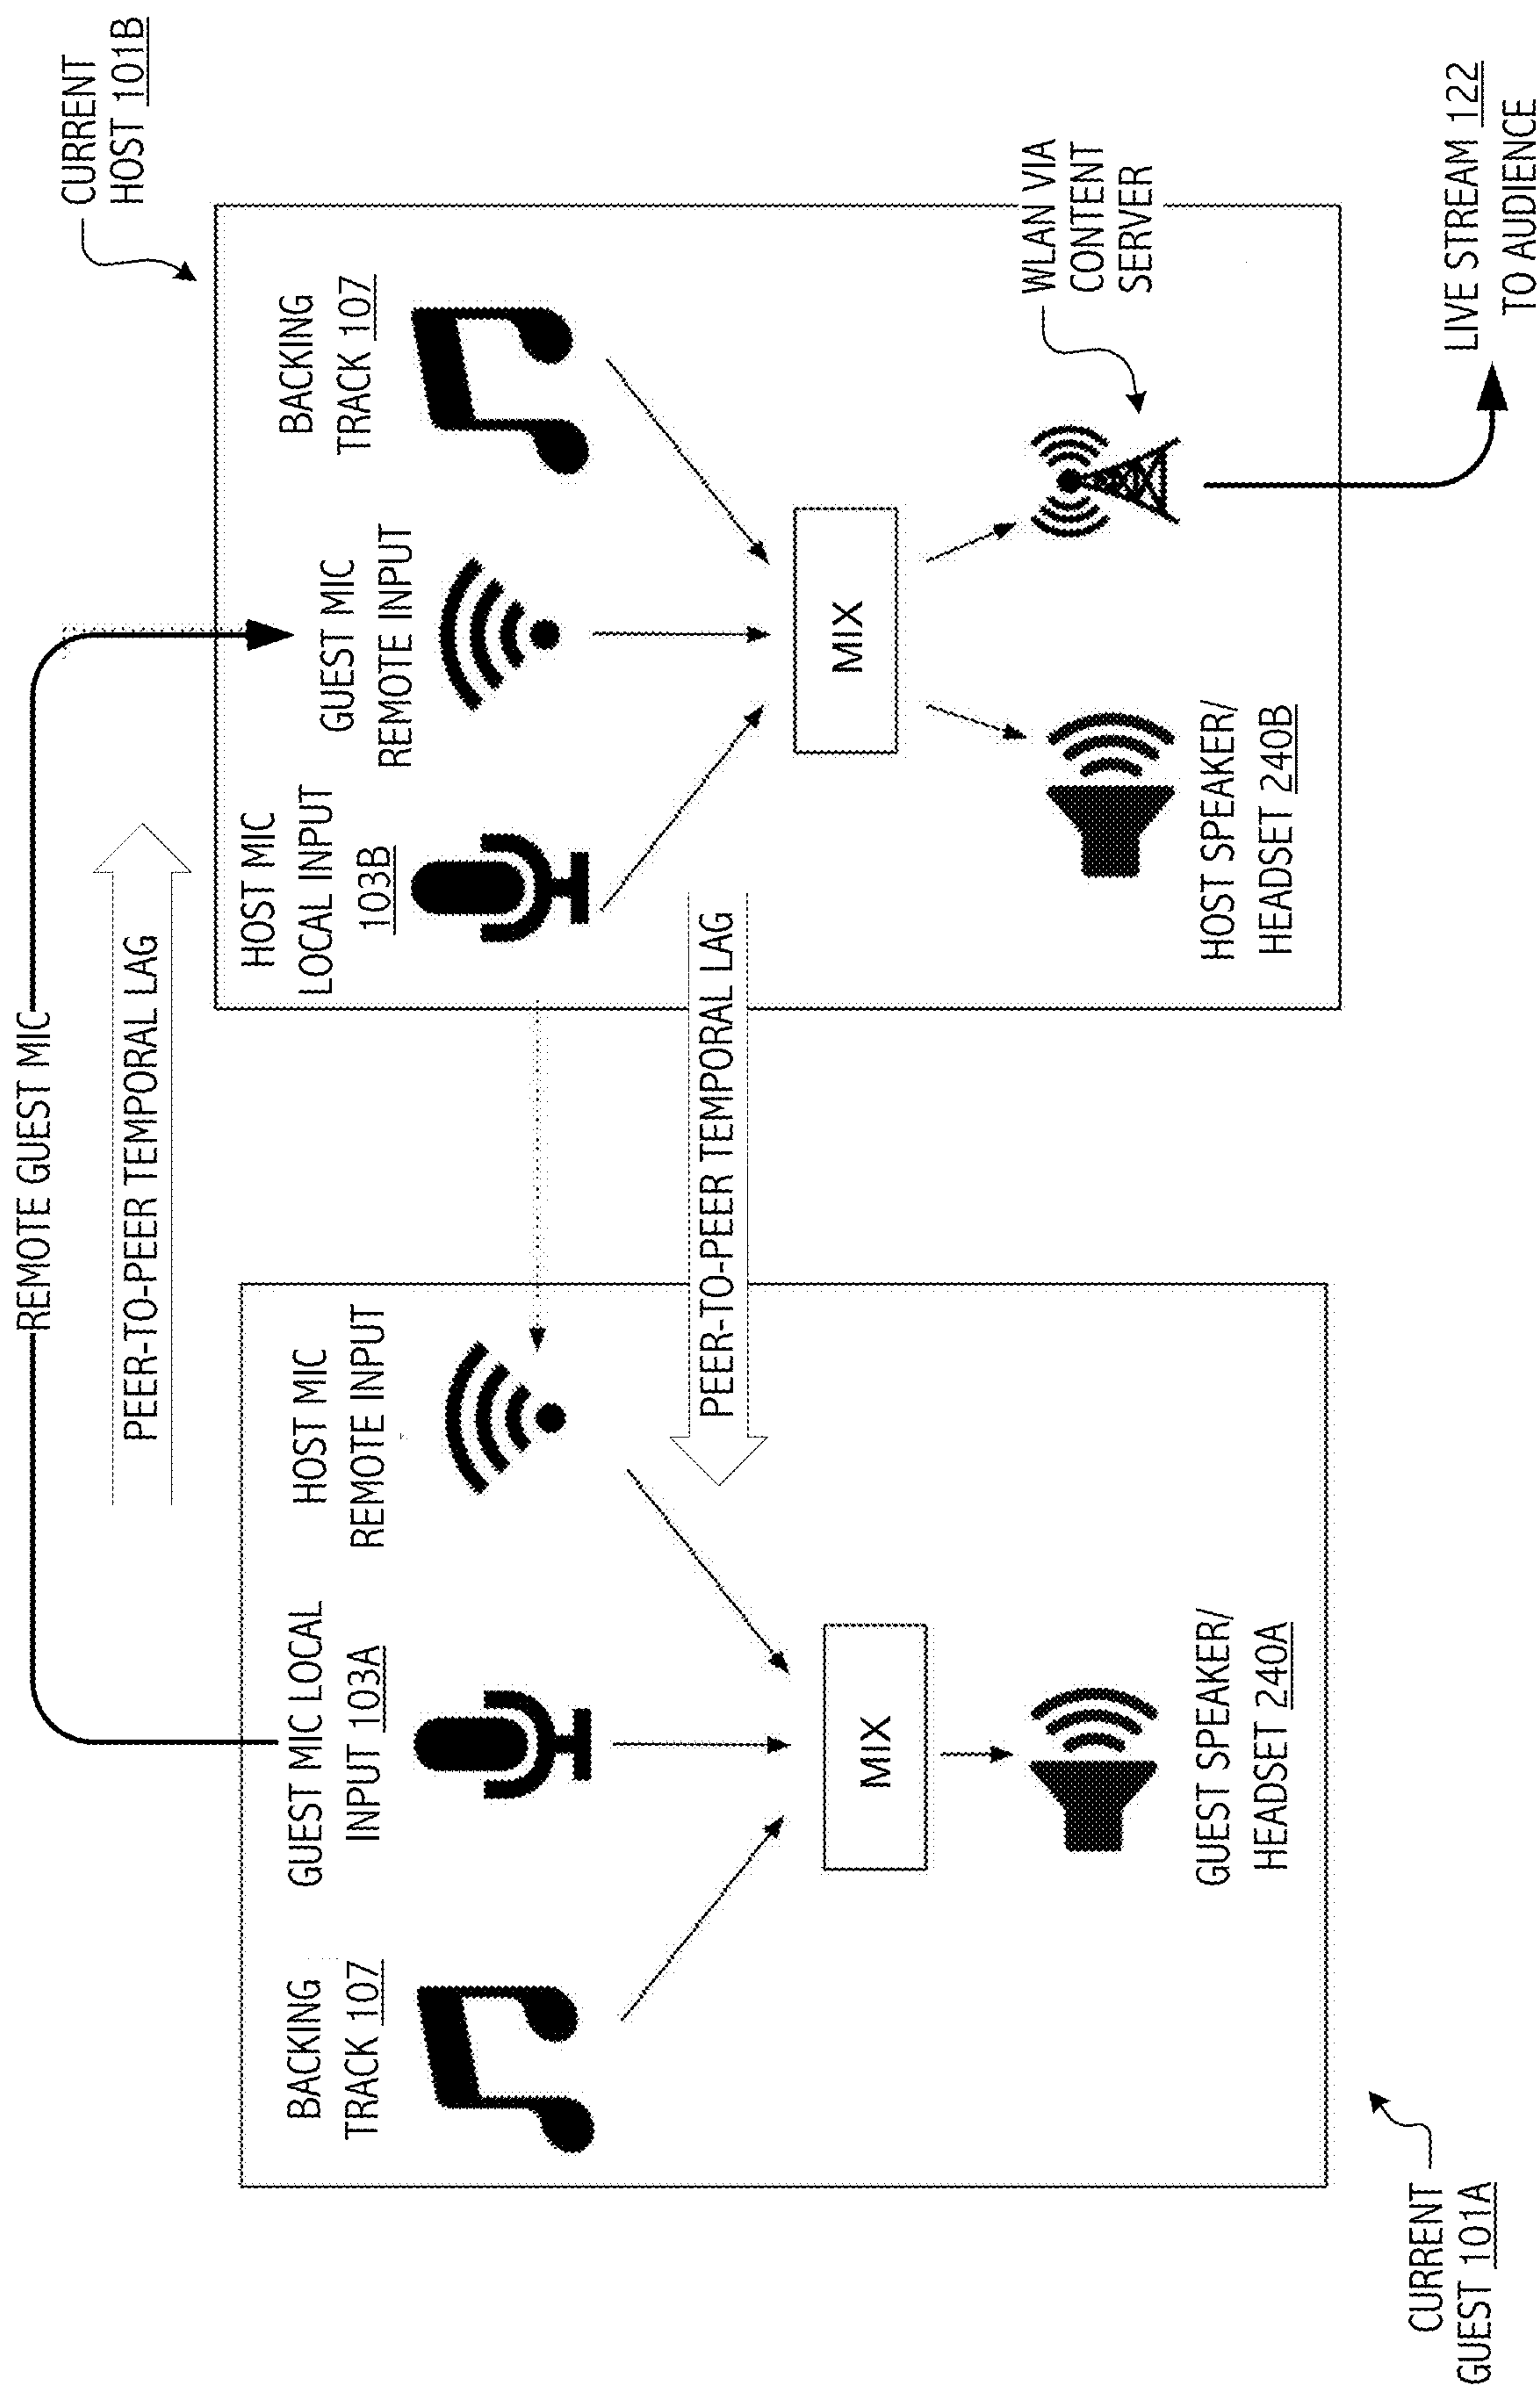 REMOTE GUEST MIC
PEER-TO-PEER TEMPORAL LAG
CURRENT
HOST 101B
BACKING
TRACK 107
GUEST MIC LOCAL
INPUT 103A
HOST MIC
REMOTE INPUT
HOST MIC
LOCAL INPUT
103B
GUEST MIC
REMOTE INPUT
BACKING
TRACK 107
PEER-TO-PEER TEMPORAL LAG
MIX
MIX
WLAN VIA
CONTENT
SERVER
GUEST SPEAKER/
HEADSET 240A
HOST SPEAKER/
HEADSET 240B
CURRENT
GUEST 101A
LIVE STREAM 122
TO AUDIENCE